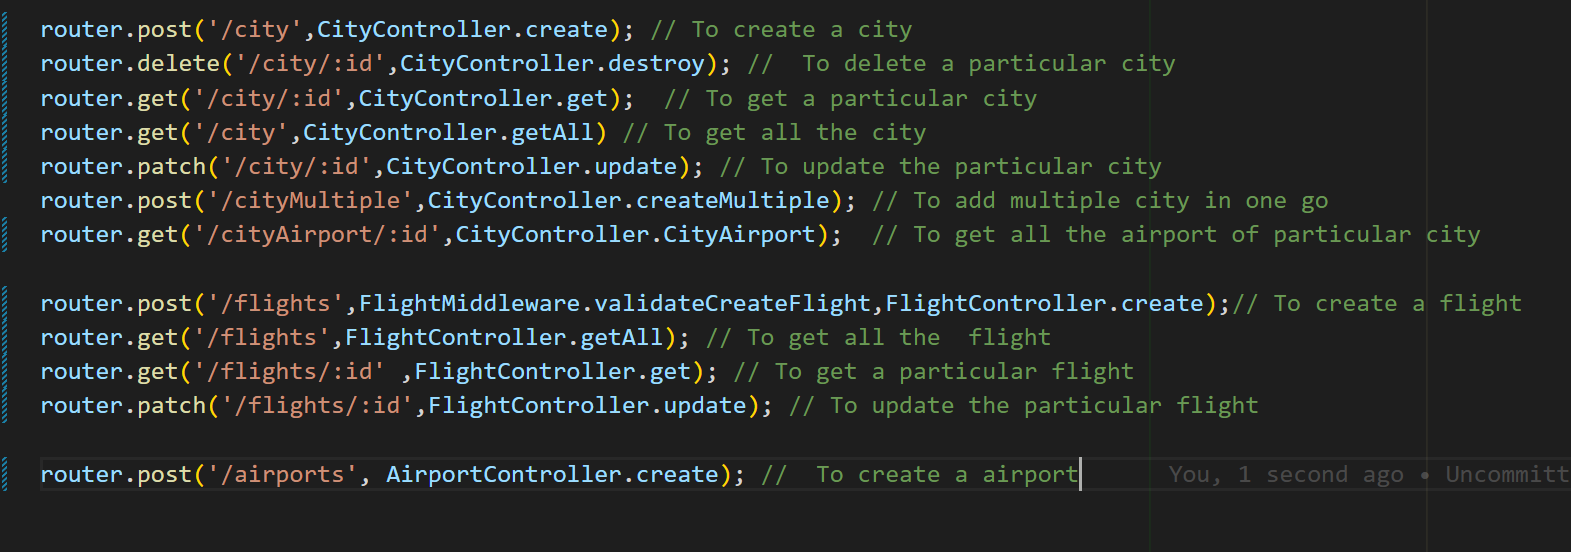 router.post('/city',CityController.create); // To create a city
router.delete('/city/:id',CityController.destroy); //  To delete a particular city
router.get('/city/:id',CityController.get);  // To get a particular city
router.get('/city',CityController.getAll) // To get all the city
router.patch('/city/:id',CityController.update); // To update the particular city
router.post('/cityMultiple',CityController.createMultiple); // To add multiple city in one go
router.get('/cityAirport/:id',CityController.CityAirport);  // To get all the airport of particular city
router.post('/flights',FlightMiddleware.validateCreateFlight,FlightController.create);// To create a flight
router.get('/flights',FlightController.getAll); // To get all the  flight
router.get('/flights/:id' ,FlightController.get); // To get a particular flight
router.patch('/flights/:id',FlightController.update); // To update the particular flight
router.post('/airports', AirportController.create); //  To create a airport You, 1 second ago • Uncommitt